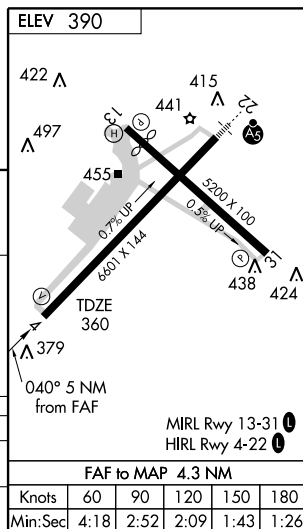 ELEV 390
422
415
441
22
A5
13
P
H
497
455
0.7% UP
5200 X 100
0.5% UP
6601 X 144
P
31
V
TDZE
360
438
424
379
040° 5 NM
from FAF
MIRL Rwy 13-31 L
HIRL Rwy 4-22 L
FAF to MAP 4.3 NM
Knots 60 90 120 150 180
Min:Sec 4:18 2:52 2:09 1:43 1:26